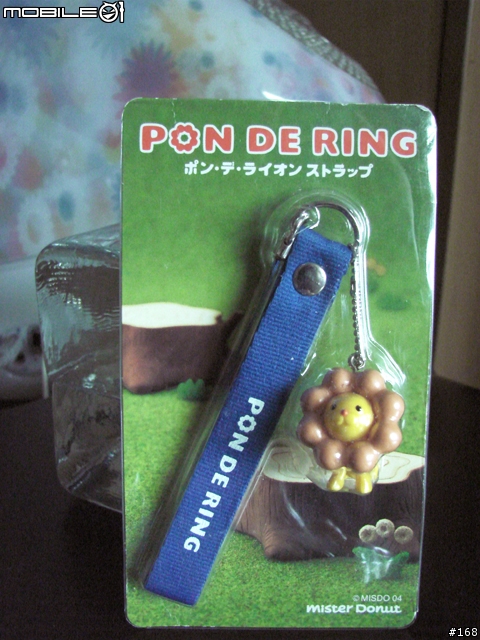 mobile01
PON DE RING
ポン・デ・ライオン ストラップ
PON DE RING
© MISDO 04
mister Donut
#168